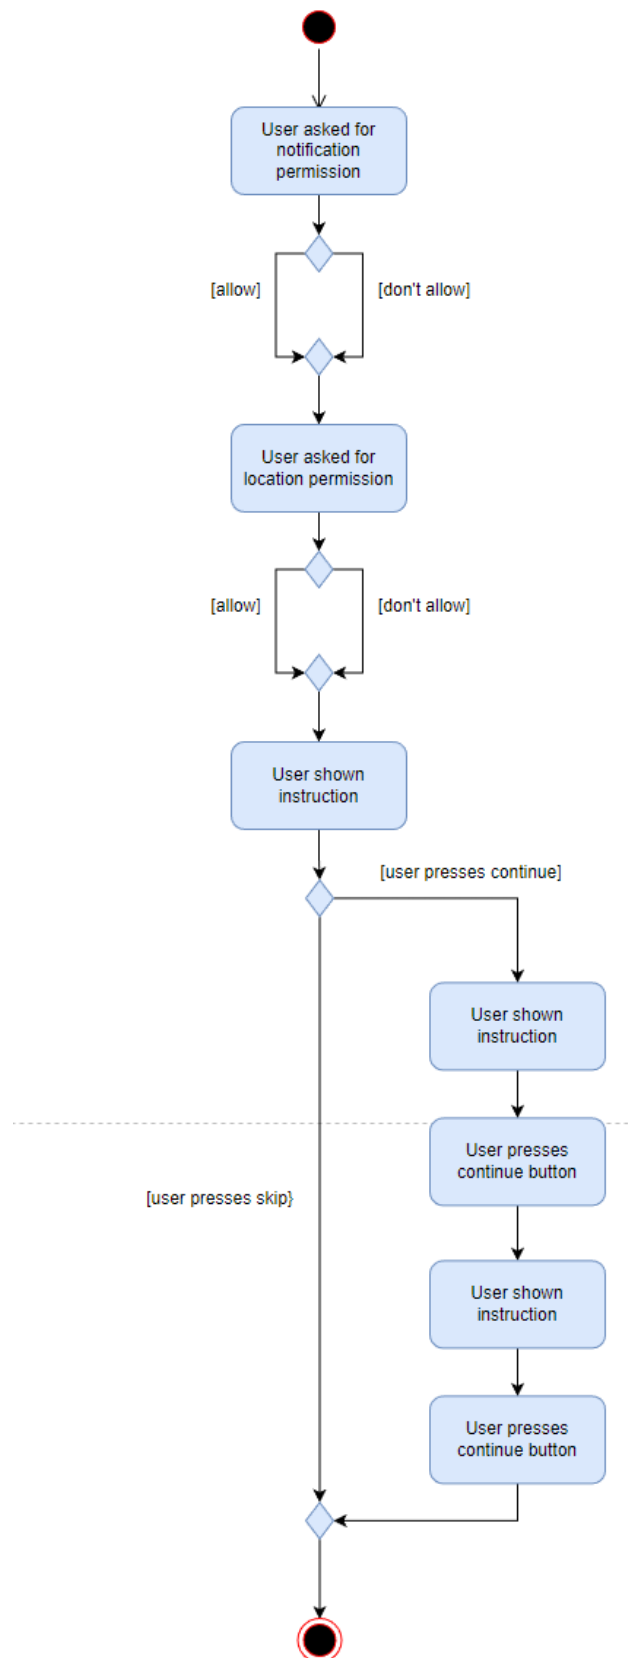 User asked for
notification
permission
[allow]
[don't allow]
User asked for
location permission
[allow]
[don't allow]
User shown
instruction
[user presses continue]
User shown
instruction
User presses
continue button
[user presses skip}
User shown
instruction
User presses
continue button